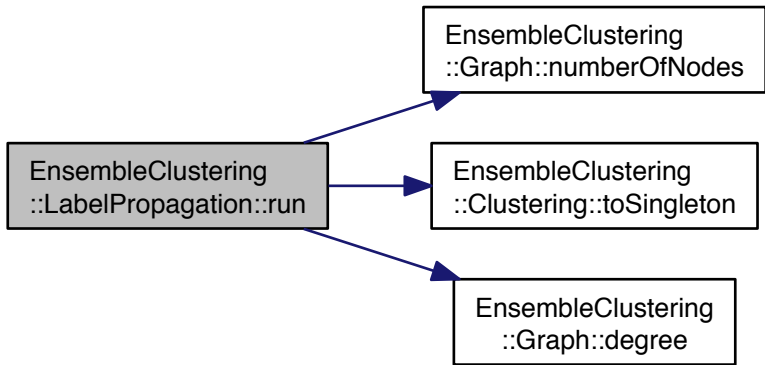 EnsembleClustering
::Graph::numberOfNodes
EnsembleClustering
::LabelPropagation::run
EnsembleClustering
::Clustering::toSingleton
EnsembleClustering
::Graph::degree